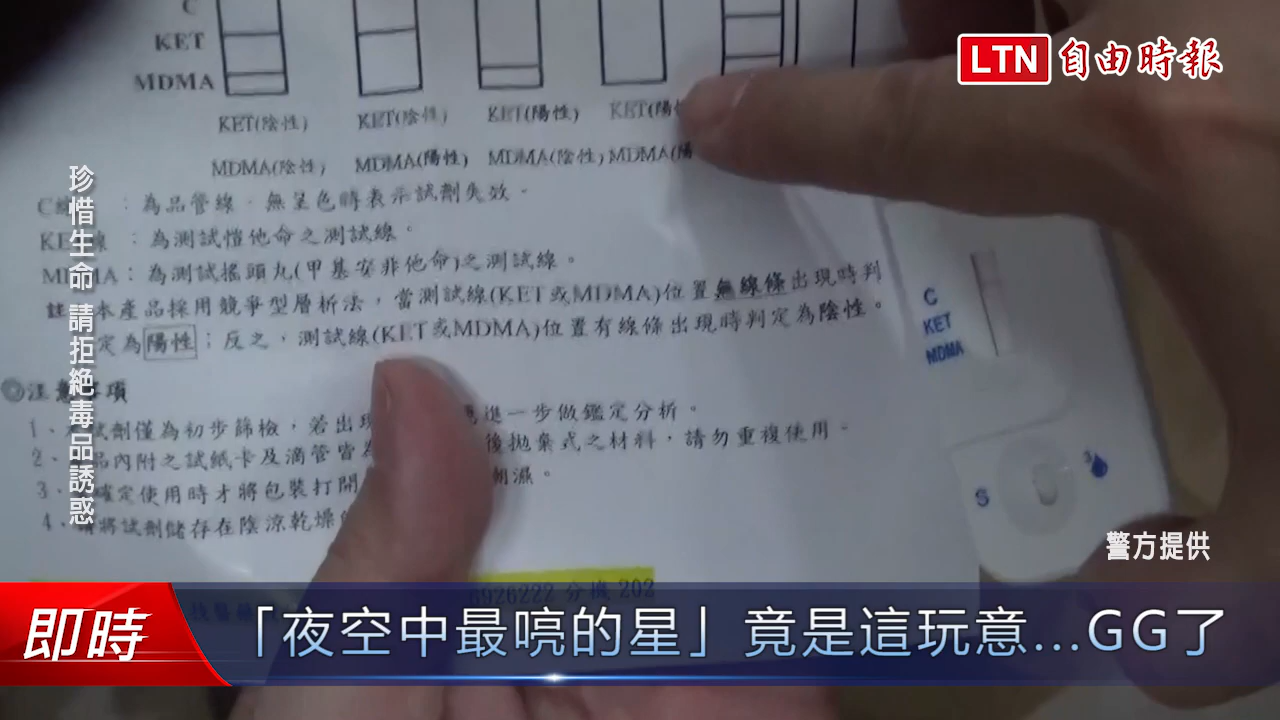 C
KET
MDMA
LTN 自由時報
KET(陰性) KET(陰性) KET(陽性) KET(陽性
MDMA(陰性) MDMA(陽性) MDMA(陰性) MDMA(陽
珍惜生命 請拒絕毒品誘惑
:為品管線,無呈色時表示試劑失效。
KET 線 :為測試愷他命之測試線。
MDMA:為測試搖頭丸(甲基安非他命)之測試線。
註 本產品採用競爭型層析法,當測試線(KET或MDMA)位置無線條出現時判
定為陽性;反之,測試線(KET或MDMA)位置有線條出現時判定為陰性。
C
KET
MDMA
◎注意事項
1、 試劑僅為初步篩檢,若出現 進一步做鑑定分析。
2、 品內附之試紙卡及滴管皆為 後拋棄式之材料,請勿重複使用。
3、 確定使用時才將包裝打開 潮濕。
4、 將試劑儲存在陰涼乾燥
S
3
警方提供
8926222 分機 202
即時
「夜空中最喨的星」竟是這玩意...GG了